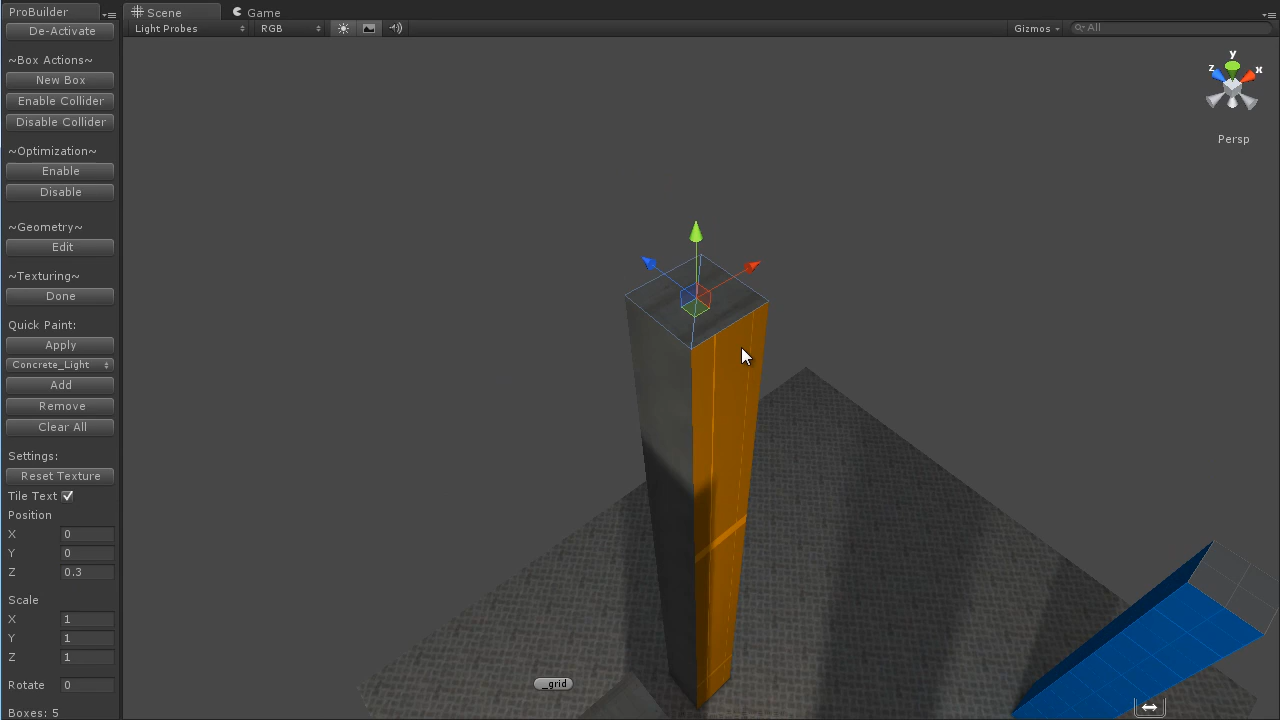 ProBuilder
Scene
Game
De-Activate
Light Probes
RGB
Gizmos
All
~Box Actions~
New Box
Enable Collider
Disable Collider
~Optimization~
Enable
Disable
~Geometry~
Edit
~Texturing~
Done
Quick Paint:
Apply
Concrete_Light
Add
Remove
Clear All
Settings:
Reset Texture
Tile Text
Position
X 0
Y 0
Z 0.3
Scale
X 1
Y 1
Z 1
Rotate 0
Boxes: 5
y
z
x
Persp
_grid